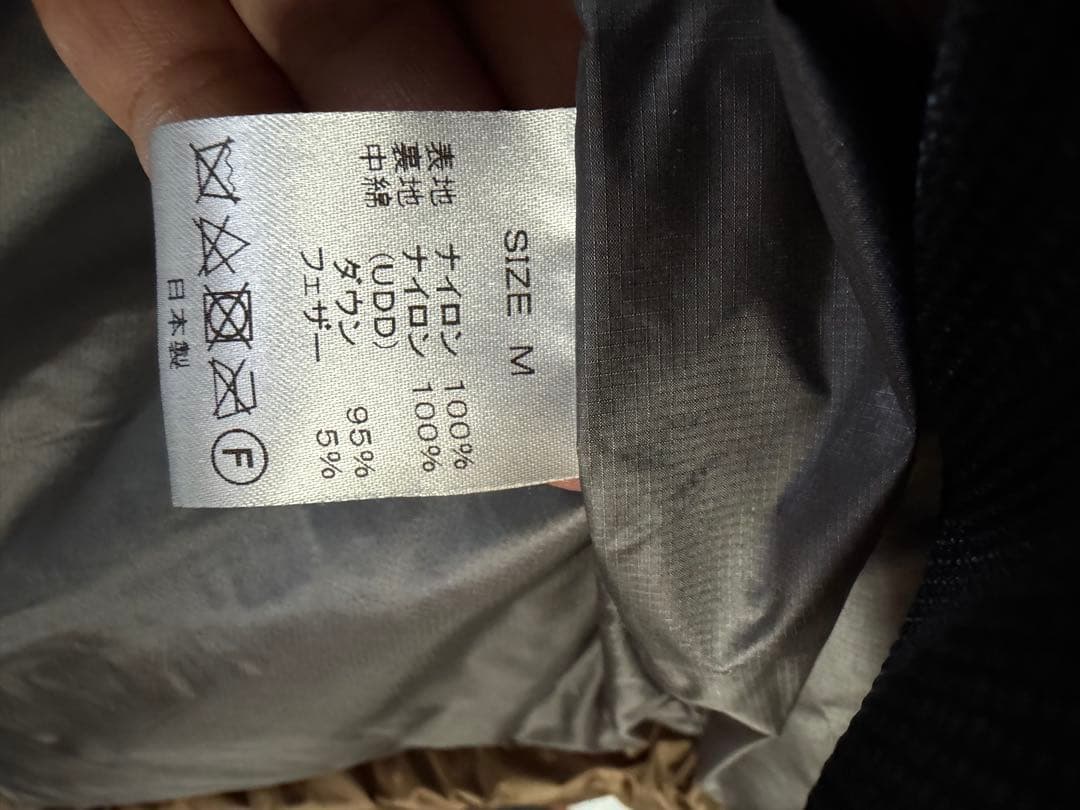 SIZE M
表地 ナイロン 100%
裏地 ナイロン 100%
中綿 (UDD)
ダウン 95%
フェザー 5%
F
日本製